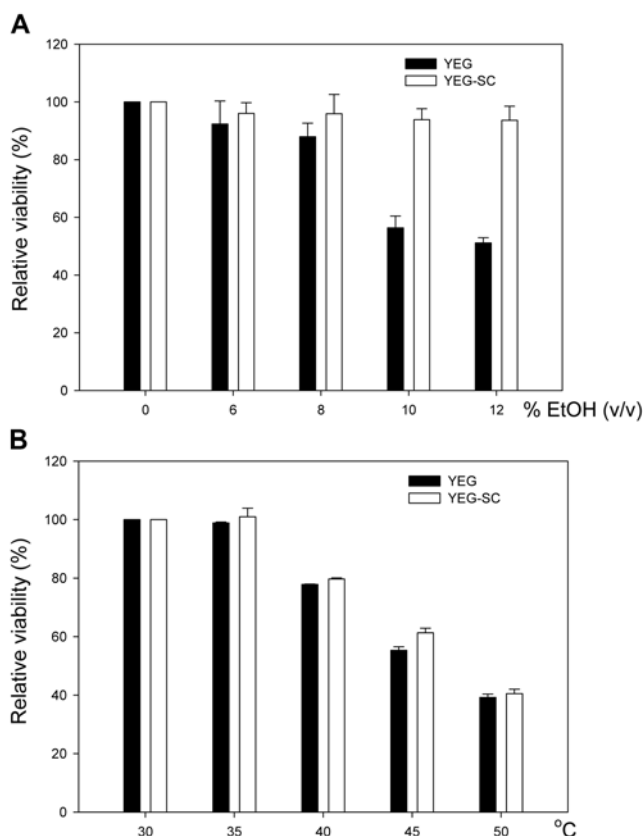 A
120
YEG
YEG-SC
100
80
60
40
20
0
Relative viability (%)
0 6 8 10 12 % EtOH (v/v)
B
120
YEG
YEG-SC
100
80
60
40
20
0
Relative viability (%)
30 35 40 45 50 °C